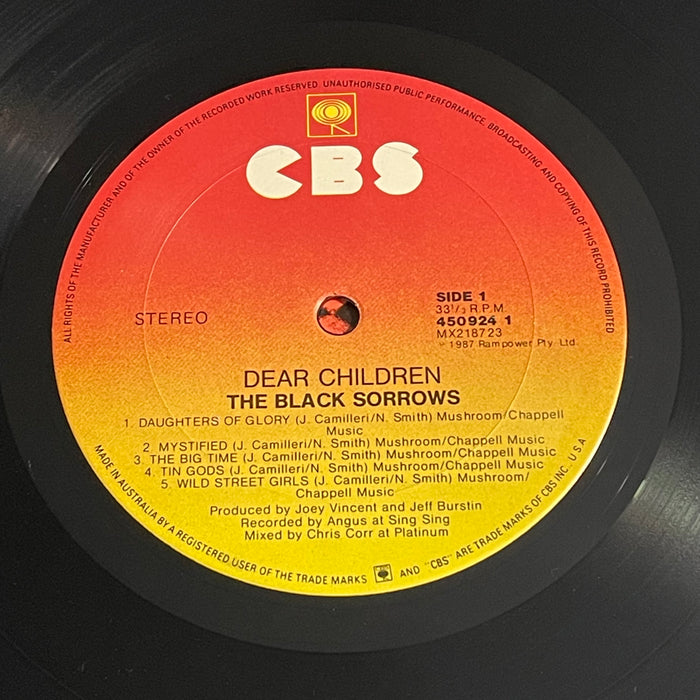 ALL RIGHTS OF THE MANUFACTURER AND OF THE OWNER OF THE RECORDED WORK RESERVED. UNAUTHORISED PUBLIC PERFORMANCE, BROADCASTING AND COPYING OF THIS RECORD PROHIBITED
CBS
STEREO
SIDE 1
33 1/3 R.P.M.
450924 1
MX218723
℗ 1987 Rampower Pty. Ltd.
DEAR CHILDREN
THE BLACK SORROWS
1. DAUGHTERS OF GLORY (J. Camilleri/N. Smith) Mushroom/Chappell
Music
2. MYSTIFIED (J. Camilleri/N. Smith) Mushroom/Chappell Music
3. THE BIG TIME (J. Camilleri/N. Smith) Mushroom/Chappell Music
4. TIN GODS (J. Camilleri/N. Smith) Mushroom/Chappell Music
5. WILD STREET GIRLS (J. Camilleri/N. Smith) Mushroom/
Chappell Music
Produced by Joey Vincent and Jeff Burstin
Recorded by Angus at Sing Sing
Mixed by Chris Corr at Platinum
MADE IN AUSTRALIA BY A REGISTERED USER OF THE TRADE MARKS AND "CBS" ARE TRADE MARKS OF CBS INC. U.S.A